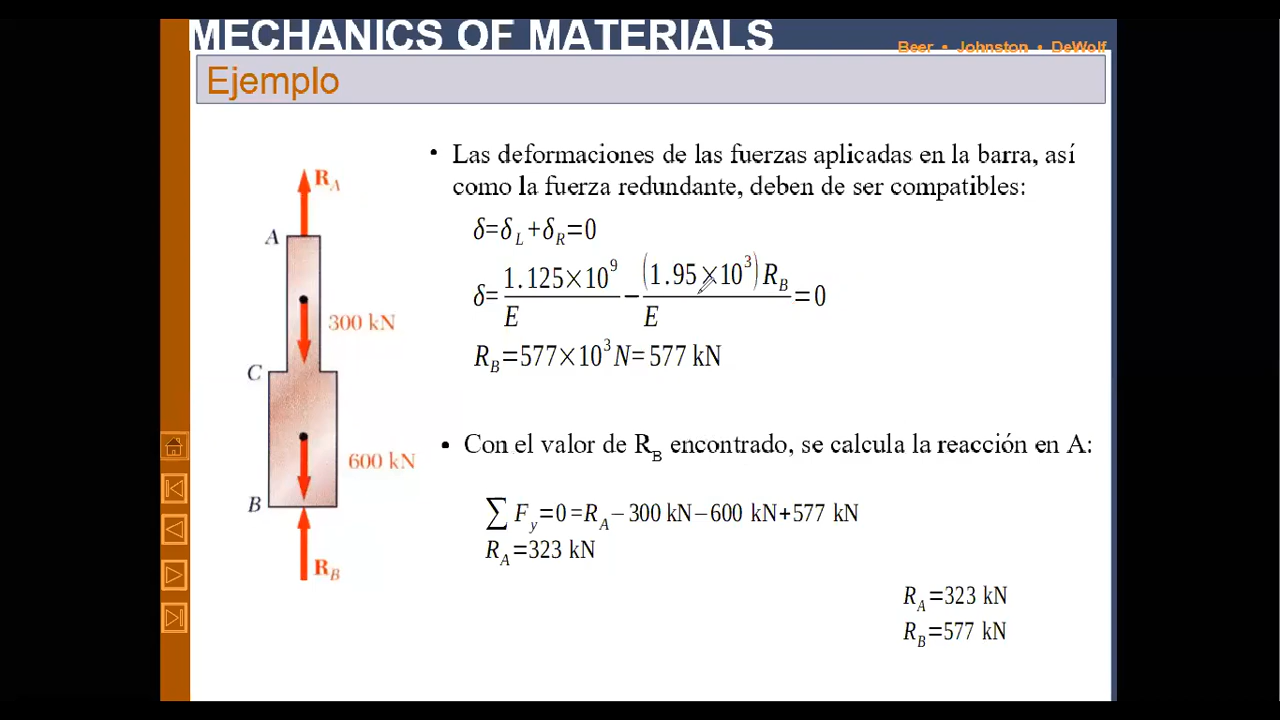 MECHANICS OF MATERIALS
Beer • Johnston • DeWolf
Ejemplo
• Las deformaciones de las fuerzas aplicadas en la barra, así
como la fuerza redundante, deben de ser compatibles:
δ=δ_L+δ_R=0
δ=1.125×10^9/E−(1.95×10^3)R_B/E=0
R_B=577×10^3 N=577 kN
• Con el valor de R_B encontrado, se calcula la reacción en A:
∑F_y=0=R_A−300 kN−600 kN+577 kN
R_A=323 kN
R_A=323 kN
R_B=577 kN
R_A
A
300 kN
C
600 kN
B
R_B